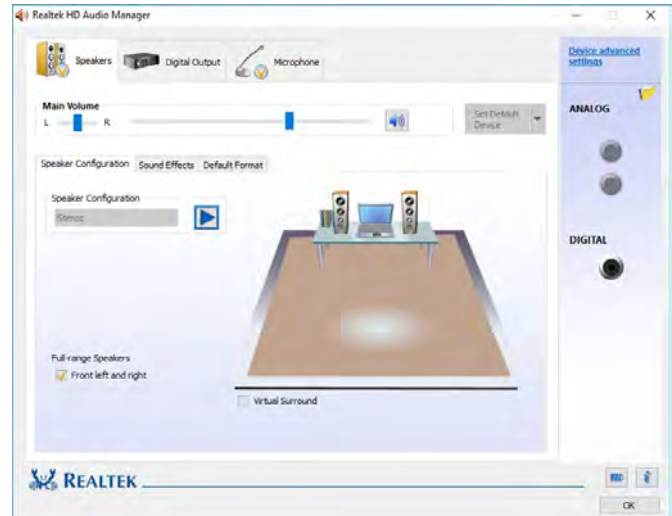 Realtek HD Audio Manager
Speakers
Digital Output
Microphone
Device advanced
settings
Main Volume
L R
Set Default
Device
ANALOG
Speaker Configuration Sound Effects Default Format
Speaker Configuration
Stereo
DIGITAL
Full-range Speakers
Front left and right
Virtual Surround
REALTEK
OK